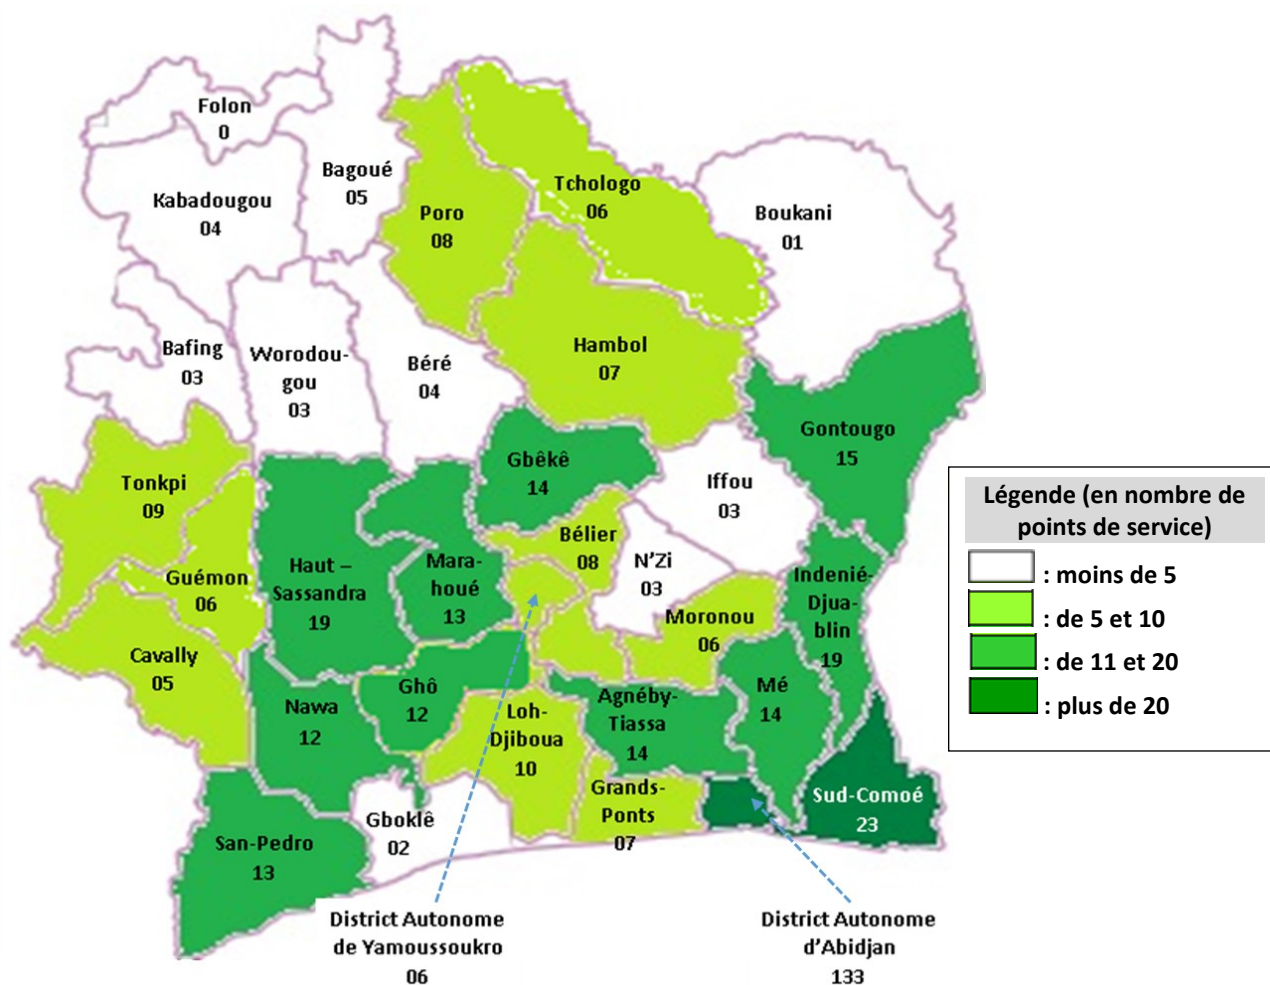 Folon
0
Bagoué
05
Kabadougou
04
Poro
08
Tchologo
06
Boukani
01
Bafing
03
Worodou-
gou
03
Béré
04
Hambol
07
Gontougo
15
Gbêkê
14
Iffou
03
Tonkpi
09
Guémon
06
Haut –
Sassandra
19
Mara-
houé
13
Bélier
08
N'Zi
03
Moronou
06
Indenié-
Djua-
blin
19
Cavally
05
Nawa
12
Ghô
12
Loh-
Djiboua
10
Agnéby-
Tiassa
14
Mé
14
Grands-
Ponts
07
Sud-Comoé
23
San-Pedro
13
Gboklê
02
District Autonome
de Yamoussoukro
06
District Autonome
d'Abidjan
133
Légende (en nombre de
points de service)
: moins de 5
: de 5 et 10
: de 11 et 20
: plus de 20